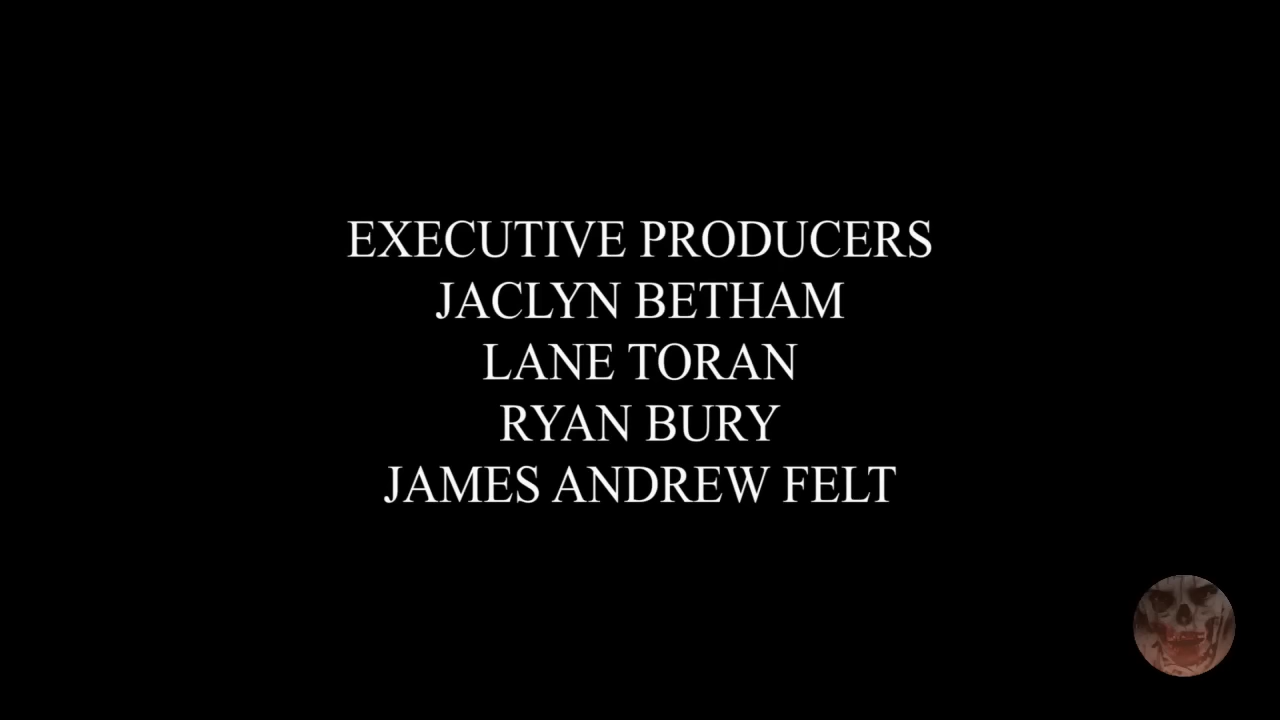 EXECUTIVE PRODUCERS
JACLYN BETHAM
LANE TORAN
RYAN BURY
JAMES ANDREW FELT